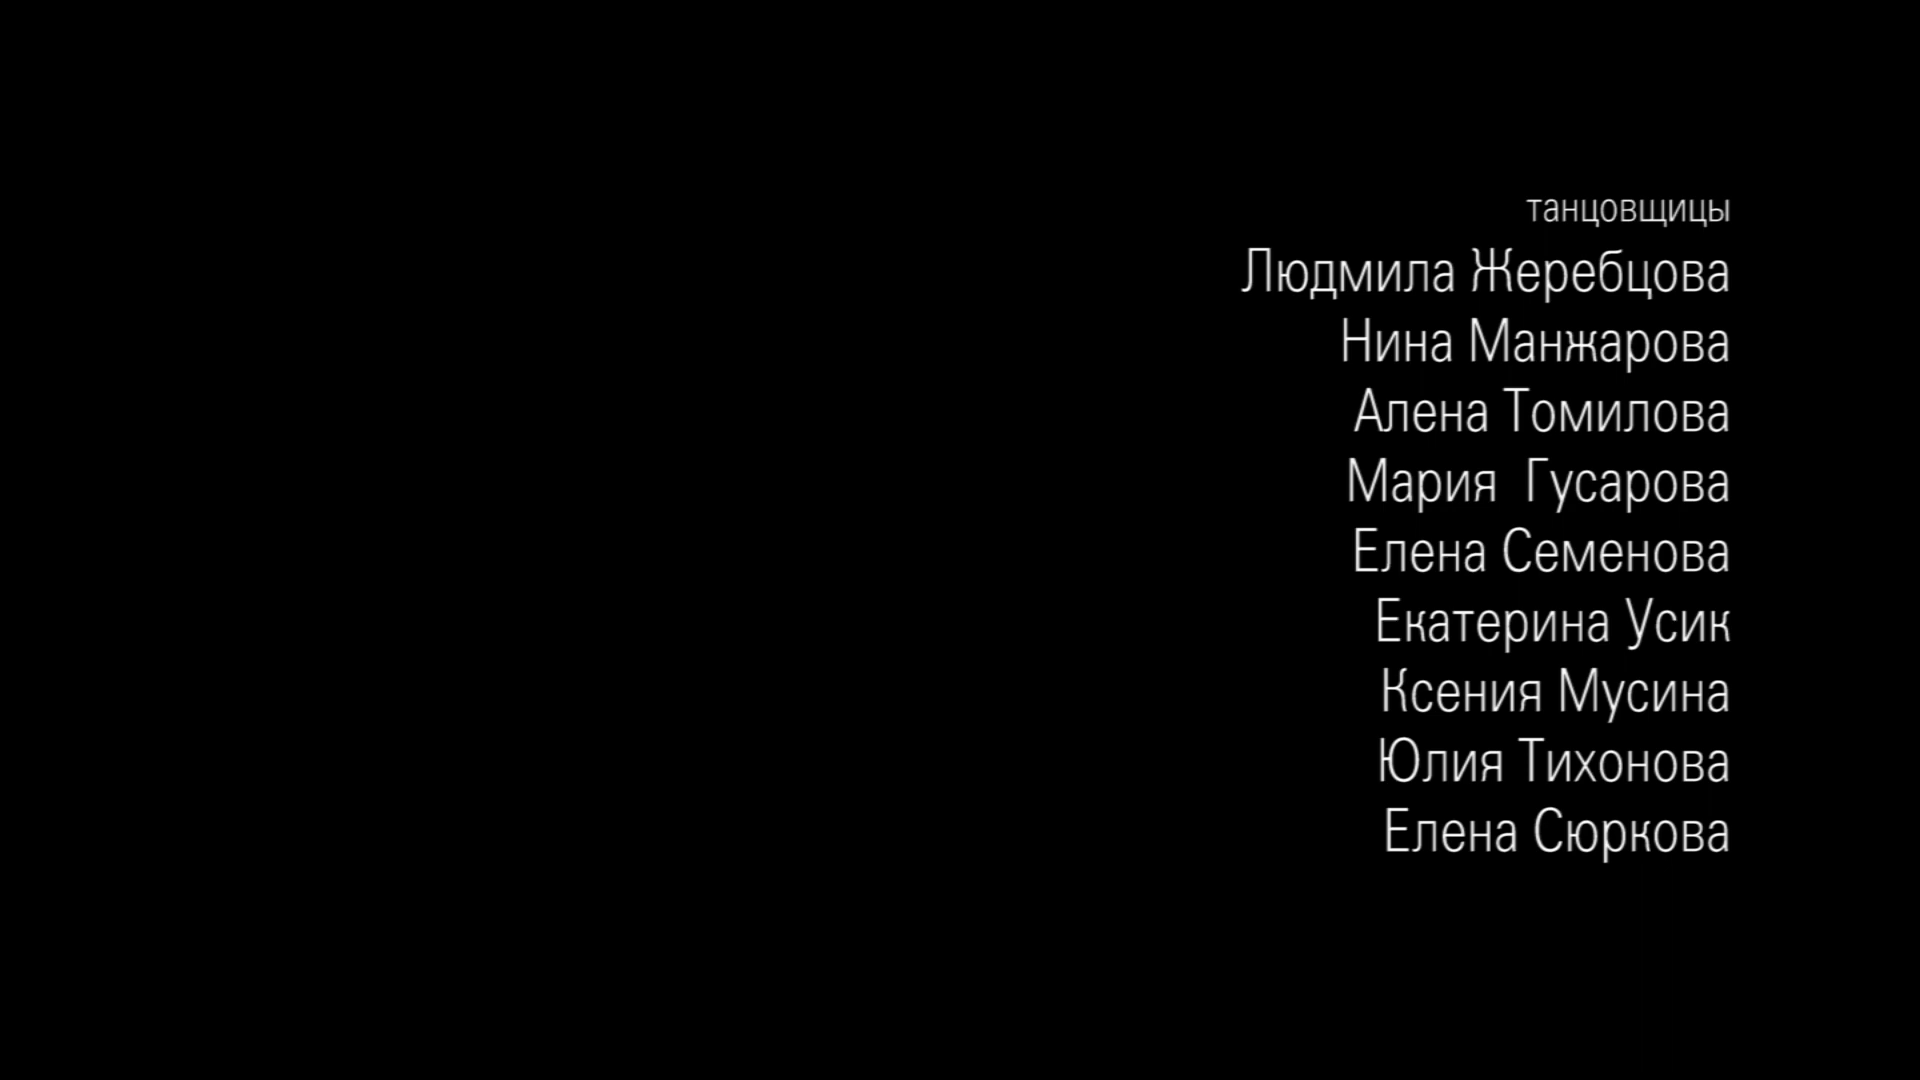 танцовщицы
Людмила Жеребцова
Нина Манжарова
Алена Томилова
Мария  Гусарова
Елена Семенова
Екатерина Усик
Ксения Мусина
Юлия Тихонова
Елена Сюркова